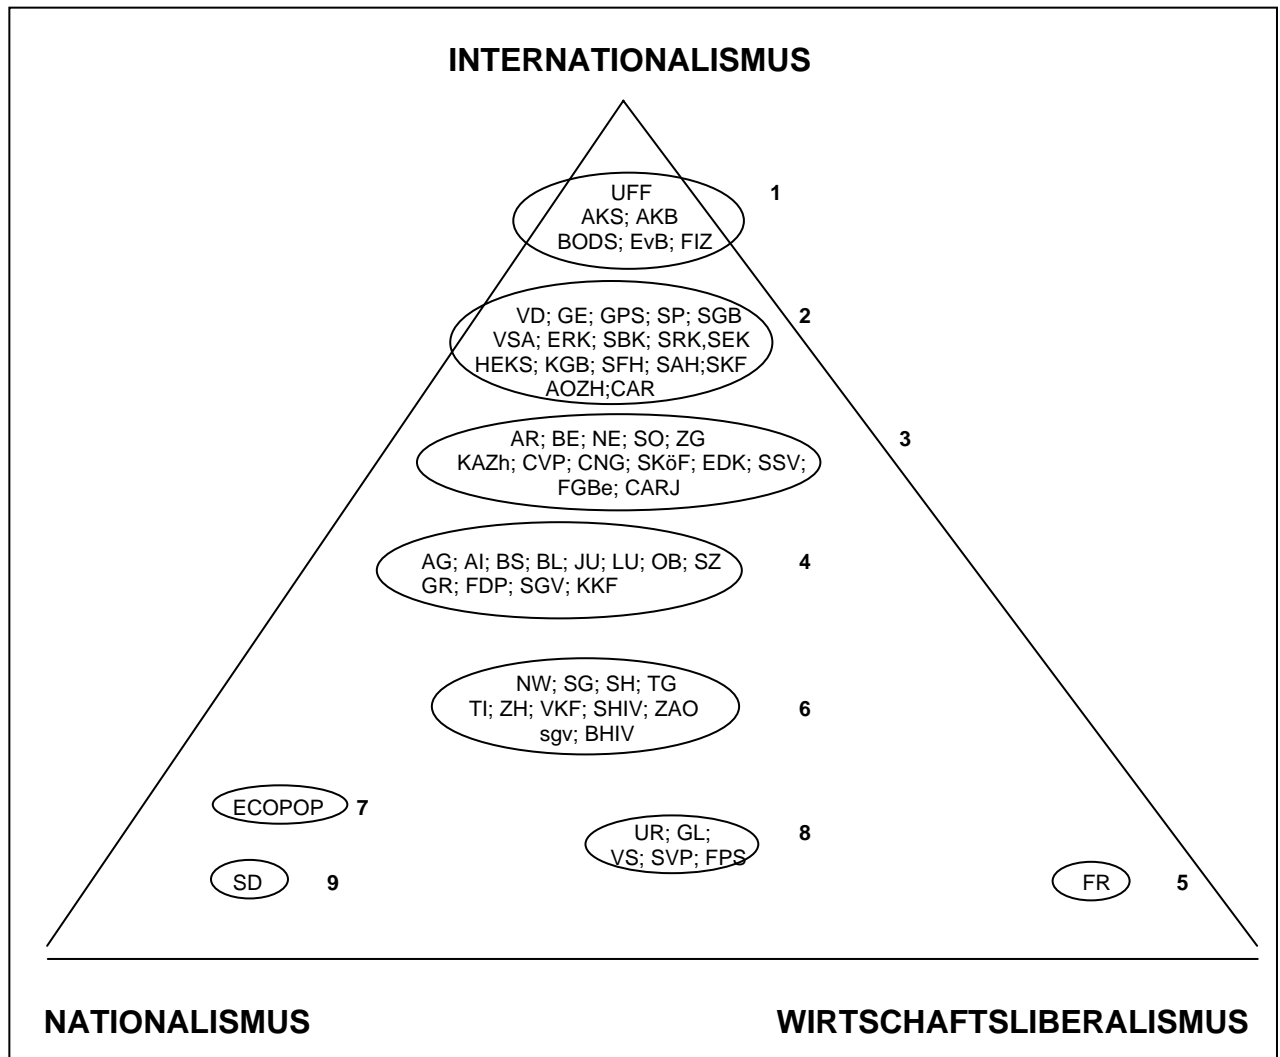 INTERNATIONALISMUS
UFF
1
AKS; AKB
BODS; EvB; FIZ
VD; GE; GPS; SP; SGB
2
VSA; ERK; SBK; SRK,SEK
HEKS; KGB; SFH; SAH;SKF
AOZH;CAR
AR; BE; NE; SO; ZG
3
KAZh; CVP; CNG; SKöF; EDK; SSV;
FGBe; CARJ
AG; AI; BS; BL; JU; LU; OB; SZ
4
GR; FDP; SGV; KKF
NW; SG; SH; TG
TI; ZH; VKF; SHIV; ZAO
6
sgv; BHIV
ECOPOP
7
UR; GL;
8
VS; SVP; FPS
SD
9
FR
5
NATIONALISMUS
WIRTSCHAFTSLIBERALISMUS